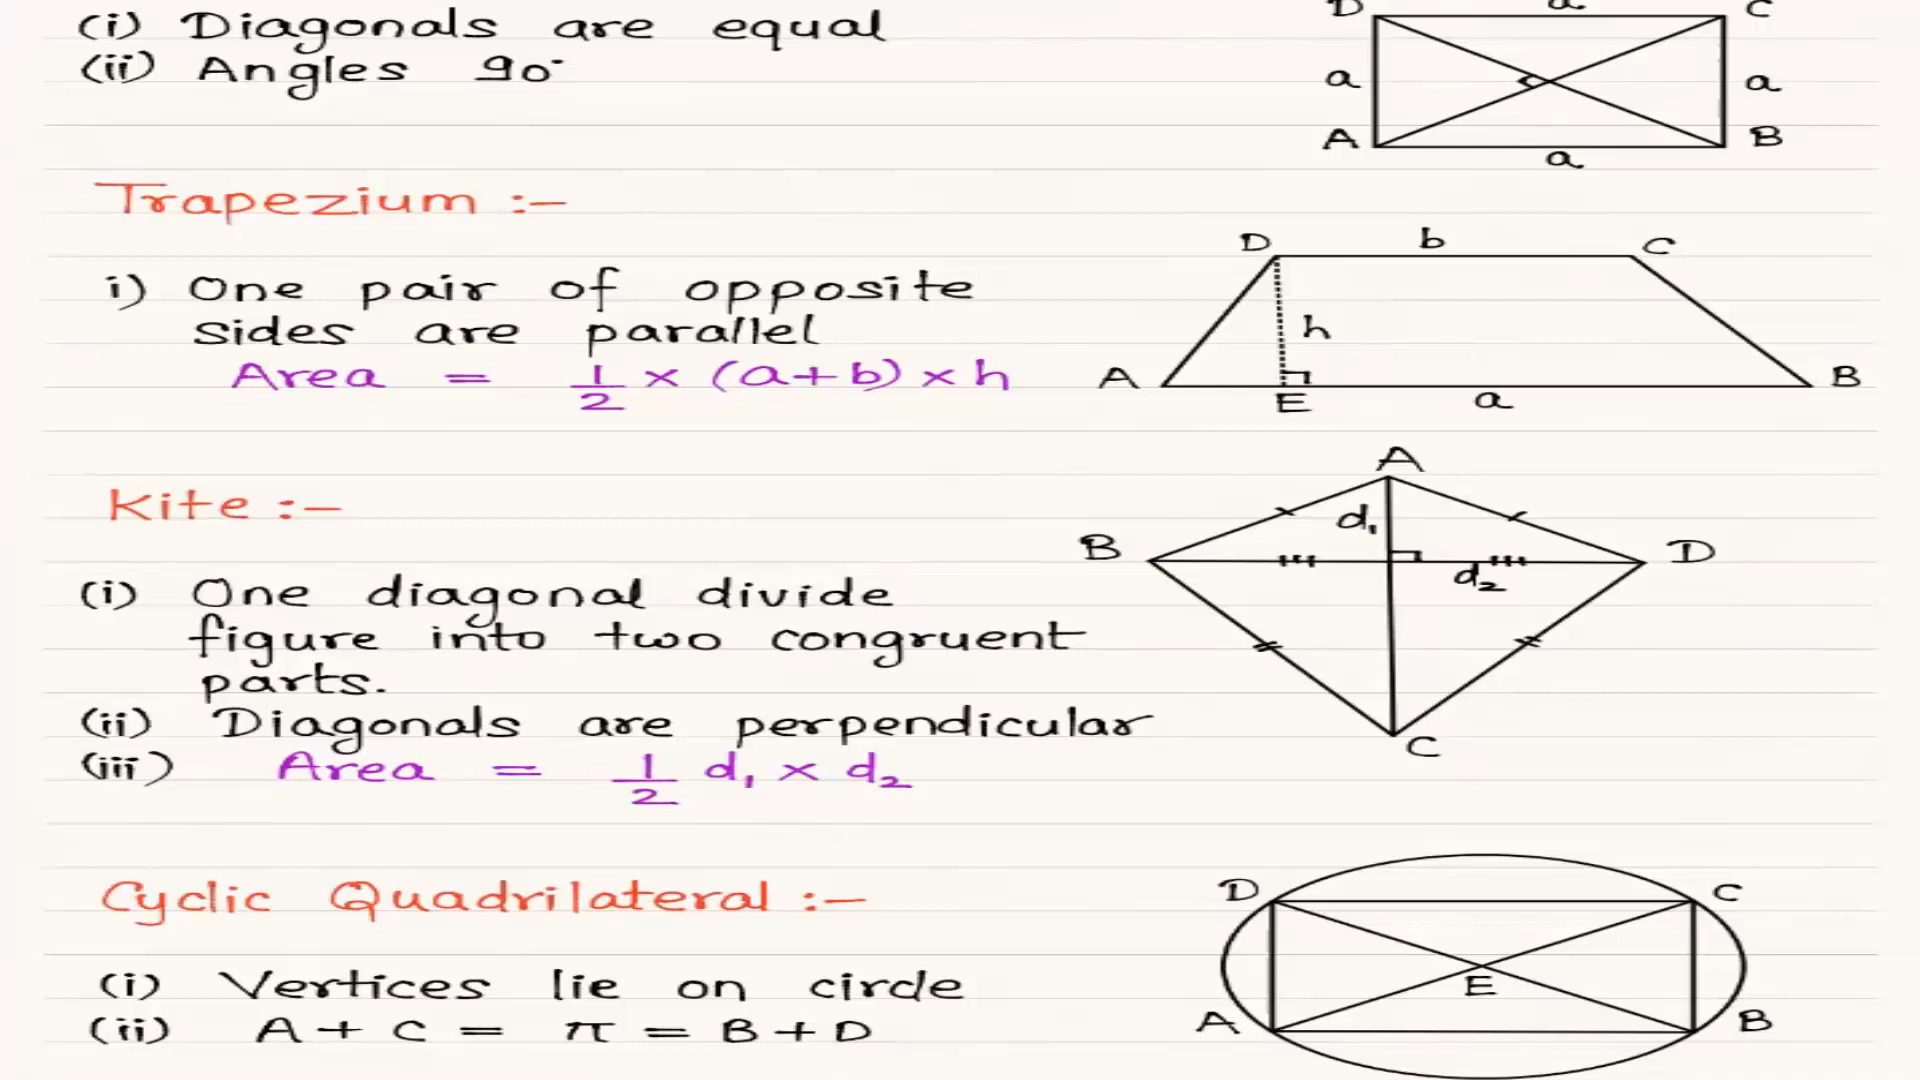 (i) Diagonals are equal
(ii) Angles 90°
D a C
a a
A a B
Trapezium :-
i) One pair of opposite
sides are parallel
Area = 1/2 × (a+b) × h
D b C
h
A E a B
Kite :-
(i) One diagonal divide
figure into two congruent
parts.
(ii) Diagonals are perpendicular
(iii) Area = 1/2 d₁ × d₂
A
d₁
B D
d₂
C
Cyclic Quadrilateral :-
(i) Vertices lie on circle
(ii) A + C = π = B + D
D C
E
A B